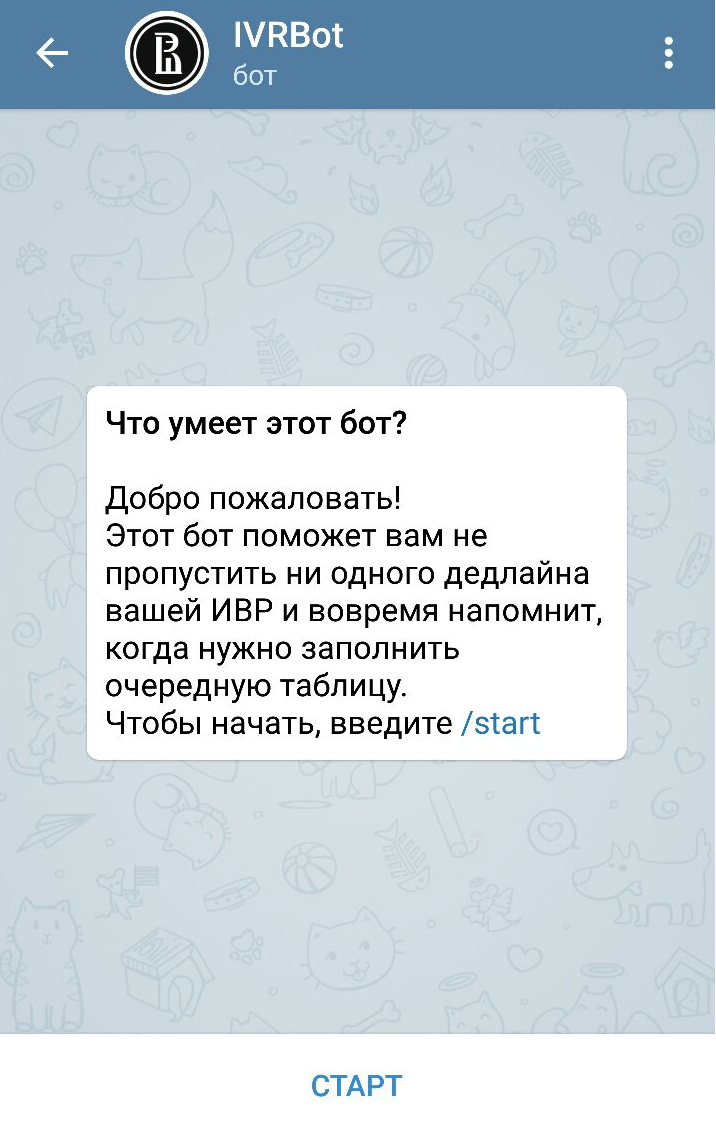 IVRBot
бот
Что умеет этот бот?
Добро пожаловать!
Этот бот поможет вам не
пропустить ни одного дедлайна
вашей ИВР и вовремя напомнит,
когда нужно заполнить
очередную таблицу.
Чтобы начать, введите /start
СТАРТ